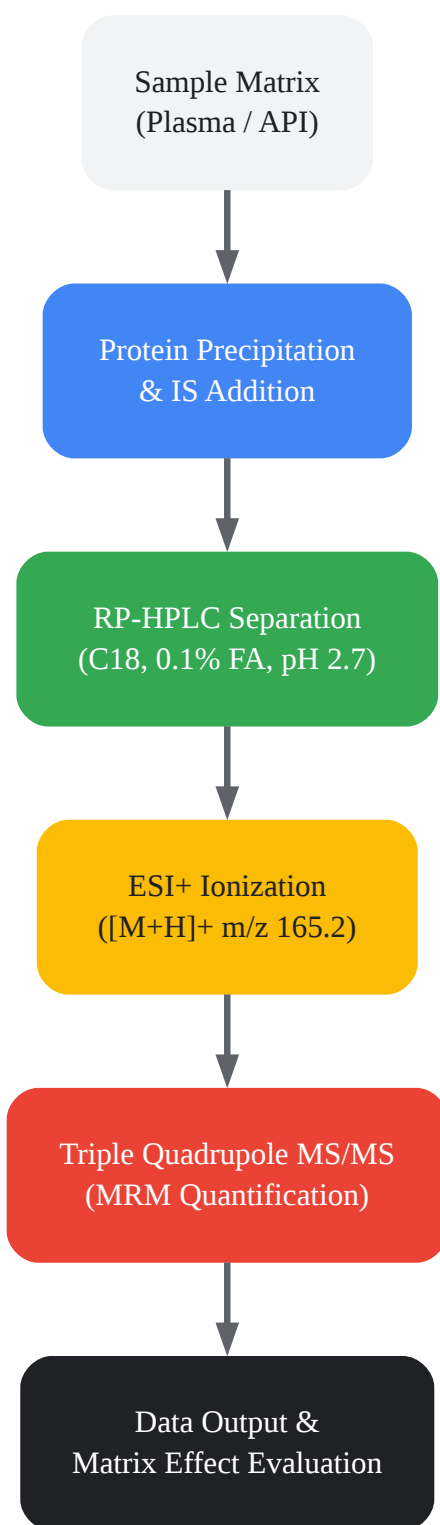 Sample Matrix
(Plasma / API)
Protein Precipitation
& IS Addition
RP-HPLC Separation
(C18, 0.1% FA, pH 2.7)
ESI+ Ionization
([M+H]+ m/z 165.2)
Triple Quadrupole MS/MS
(MRM Quantification)
Data Output &
Matrix Effect Evaluation